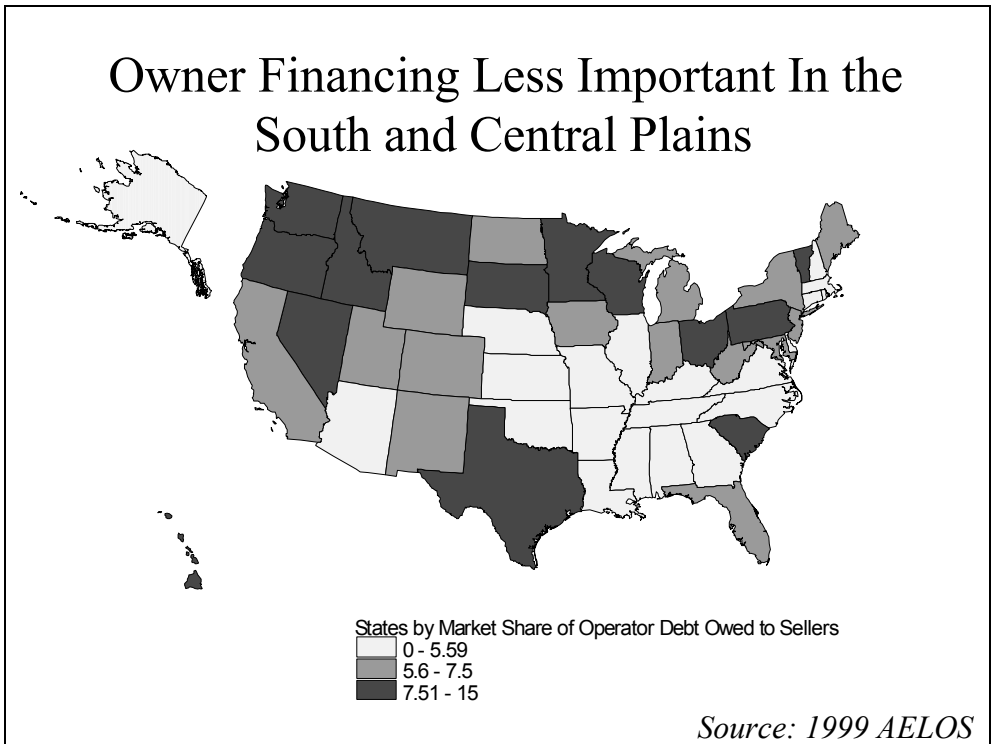 Owner Financing Less Important In the
South and Central Plains
States by Market Share of Operator Debt Owed to Sellers
0 - 5.59
5.6 - 7.5
7.51 - 15
Source: 1999 AELOS